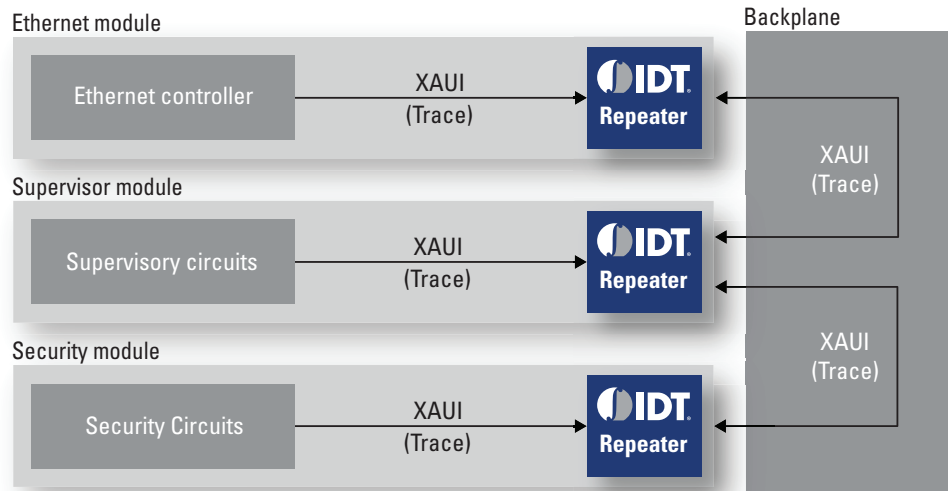 Ethernet module
Backplane
Ethernet controller
XAUI
(Trace)
IDT.
Repeater
XAUI
(Trace)
Supervisor module
Supervisory circuits
XAUI
(Trace)
IDT.
Repeater
XAUI
(Trace)
Security module
Security Circuits
XAUI
(Trace)
IDT.
Repeater